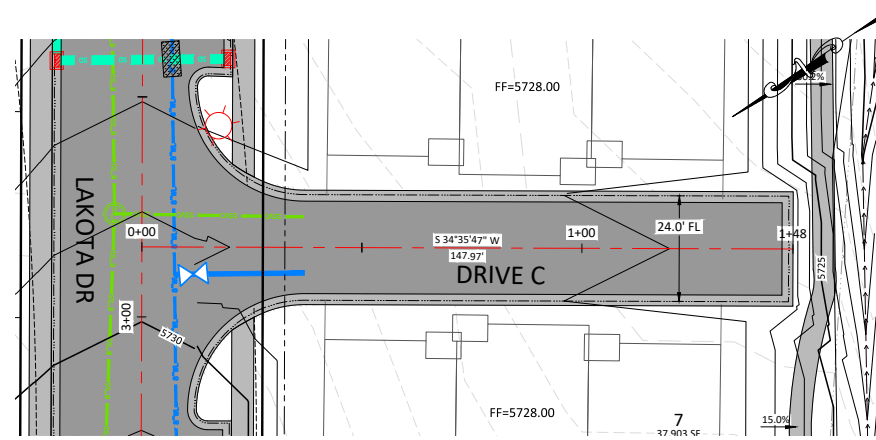 FF=5728.00
LAKOTA DR
0+00
3+00
5730
S 34°35'47" W
147.97'
DRIVE C
1+00
24.0' FL
1+48
5725
FF=5728.00
7
37,903 SF
15.0%